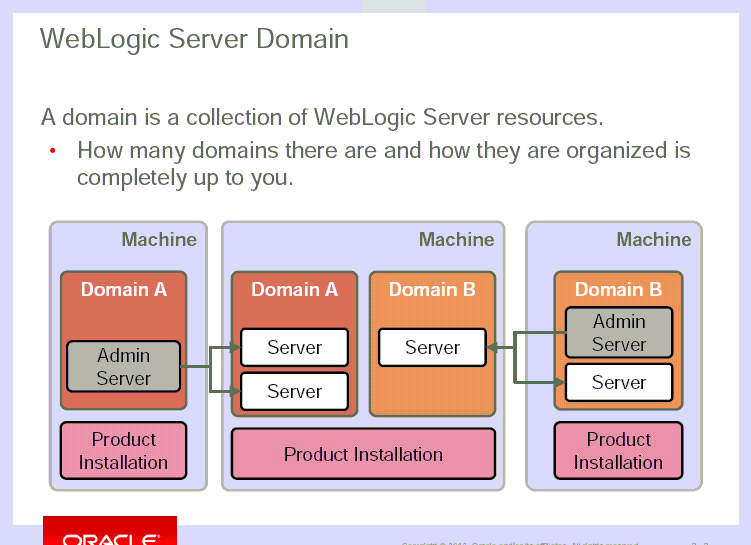 WebLogic Server Domain
A domain is a collection of WebLogic Server resources.
• How many domains there are and how they are organized is
completely up to you.
Machine
Machine
Machine
Domain A
Domain A
Domain B
Domain B
Admin
Server
Server
Server
Server
Admin
Server
Server
Product
Installation
Product Installation
Product
Installation
ORACLE